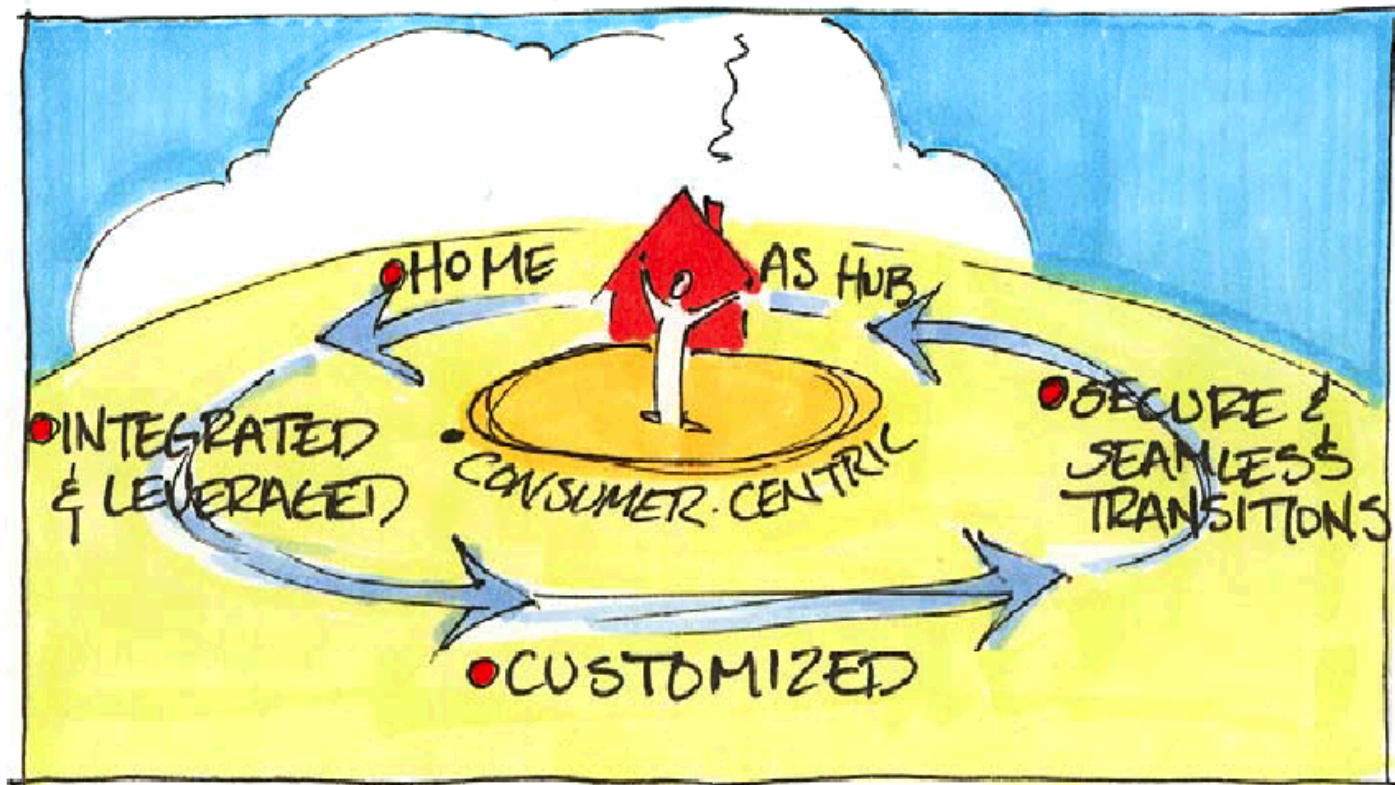 HOME AS HUB
INTEGRATED
& LEVERAGED
CONSUMER-CENTRIC
SECURE &
SEAMLESS
TRANSITIONS
CUSTOMIZED